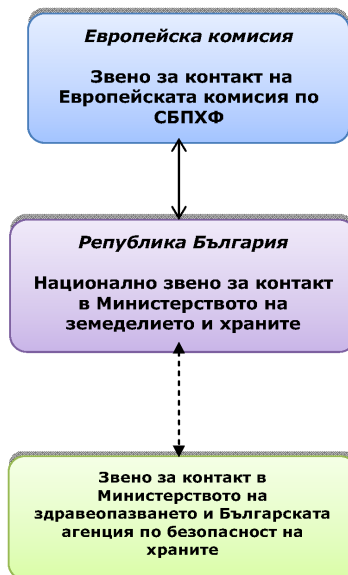 Европейска комисия
Звено за контакт на
Европейската комисия по
СБПХФ
Република България
Национално звено за контакт
в Министерството на
земеделието и храните
Звено за контакт в
Министерството на
здравеопазването и Българската
агенция по безопасност на
храните